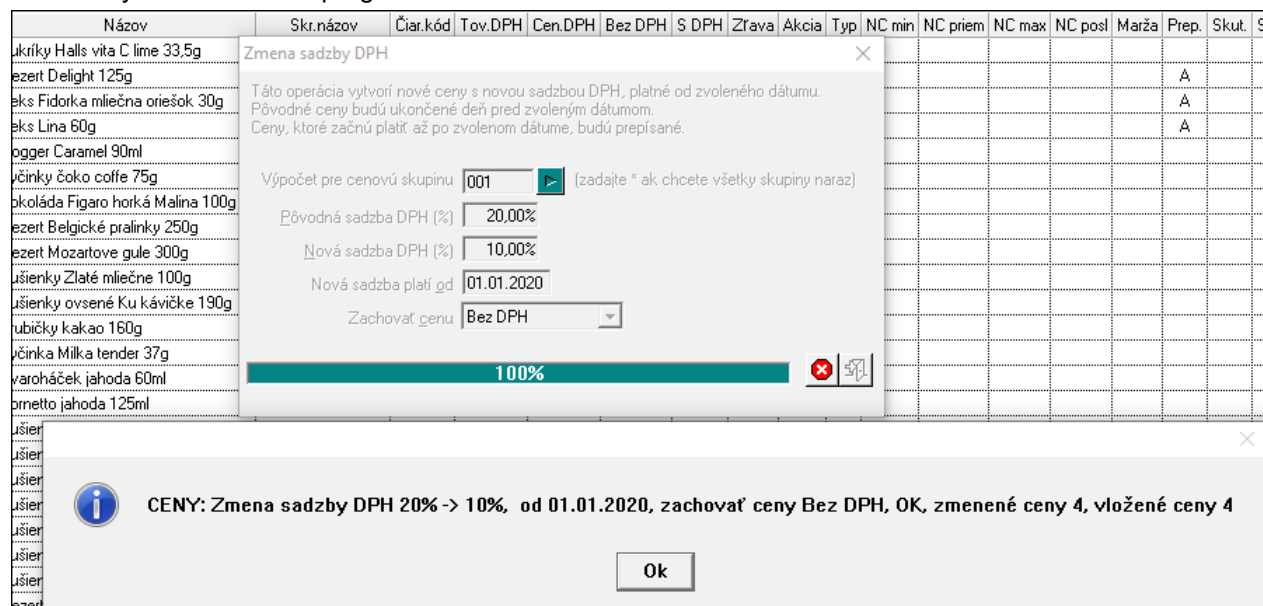 Názov Skr.názov Čiar.kód Tov.DPH Cen.DPH Bez DPH S DPH Zľava Akcia Typ NC min NC priem NC max NC posl Marža Prep. Skut. S
ukríky Halls vita C lime 33,5g
ezert Delight 125g A
eks Fidorka mliečna oriešok 30g A
eks Lina 60g A
ogger Caramel 90ml
yčinky čoko coffe 75g
okoláda Figaro horká Malina 100g
ezert Belgické pralinky 250g
ezert Mozartove gule 300g
ušienky Zlaté mliečne 100g
ušienky ovsené Ku kávičke 190g
rubičky kakao 160g
yčinka Milka tender 37g
varoháček jahoda 60ml
ornetto jahoda 125ml
ušier
ušier
ušier
ušier
ušier
ušier
ušier
Zmena sadzby DPH
Táto operácia vytvorí nové ceny s novou sadzbou DPH, platné od zvoleného dátumu.
Pôvodné ceny budú ukončené deň pred zvoleným dátumom.
Ceny, ktoré začnú platiť až po zvolenom dátume, budú prepísané.
Výpočet pre cenovú skupinu 001 (zadajte * ak chcete všetky skupiny naraz)
Pôvodná sadzba DPH (%) 20,00%
Nová sadzba DPH (%) 10,00%
Nová sadzba platí od 01.01.2020
Zachovať cenu Bez DPH
100%
CENY: Zmena sadzby DPH 20% -> 10%, od 01.01.2020, zachovať ceny Bez DPH, OK, zmenené ceny 4, vložené ceny 4
Ok